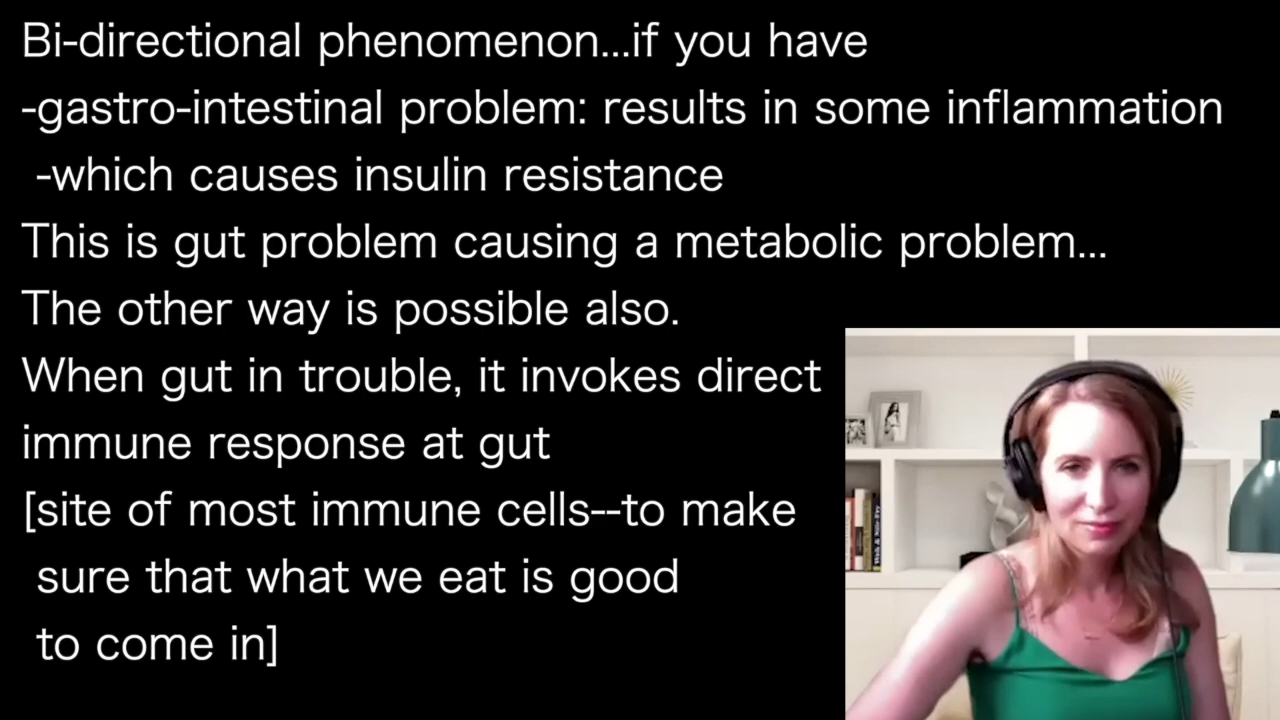 Bi-directional phenomenon...if you have
-gastro-intestinal problem: results in some inflammation
-which causes insulin resistance
This is gut problem causing a metabolic problem...
The other way is possible also.
When gut in trouble, it invokes direct
immune response at gut
[site of most immune cells--to make
sure that what we eat is good
to come in]